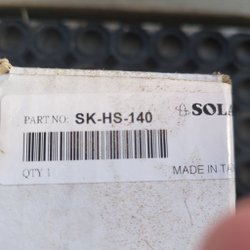 PART NO: SK-HS-140
SOLA
QTY 1
MADE IN TA